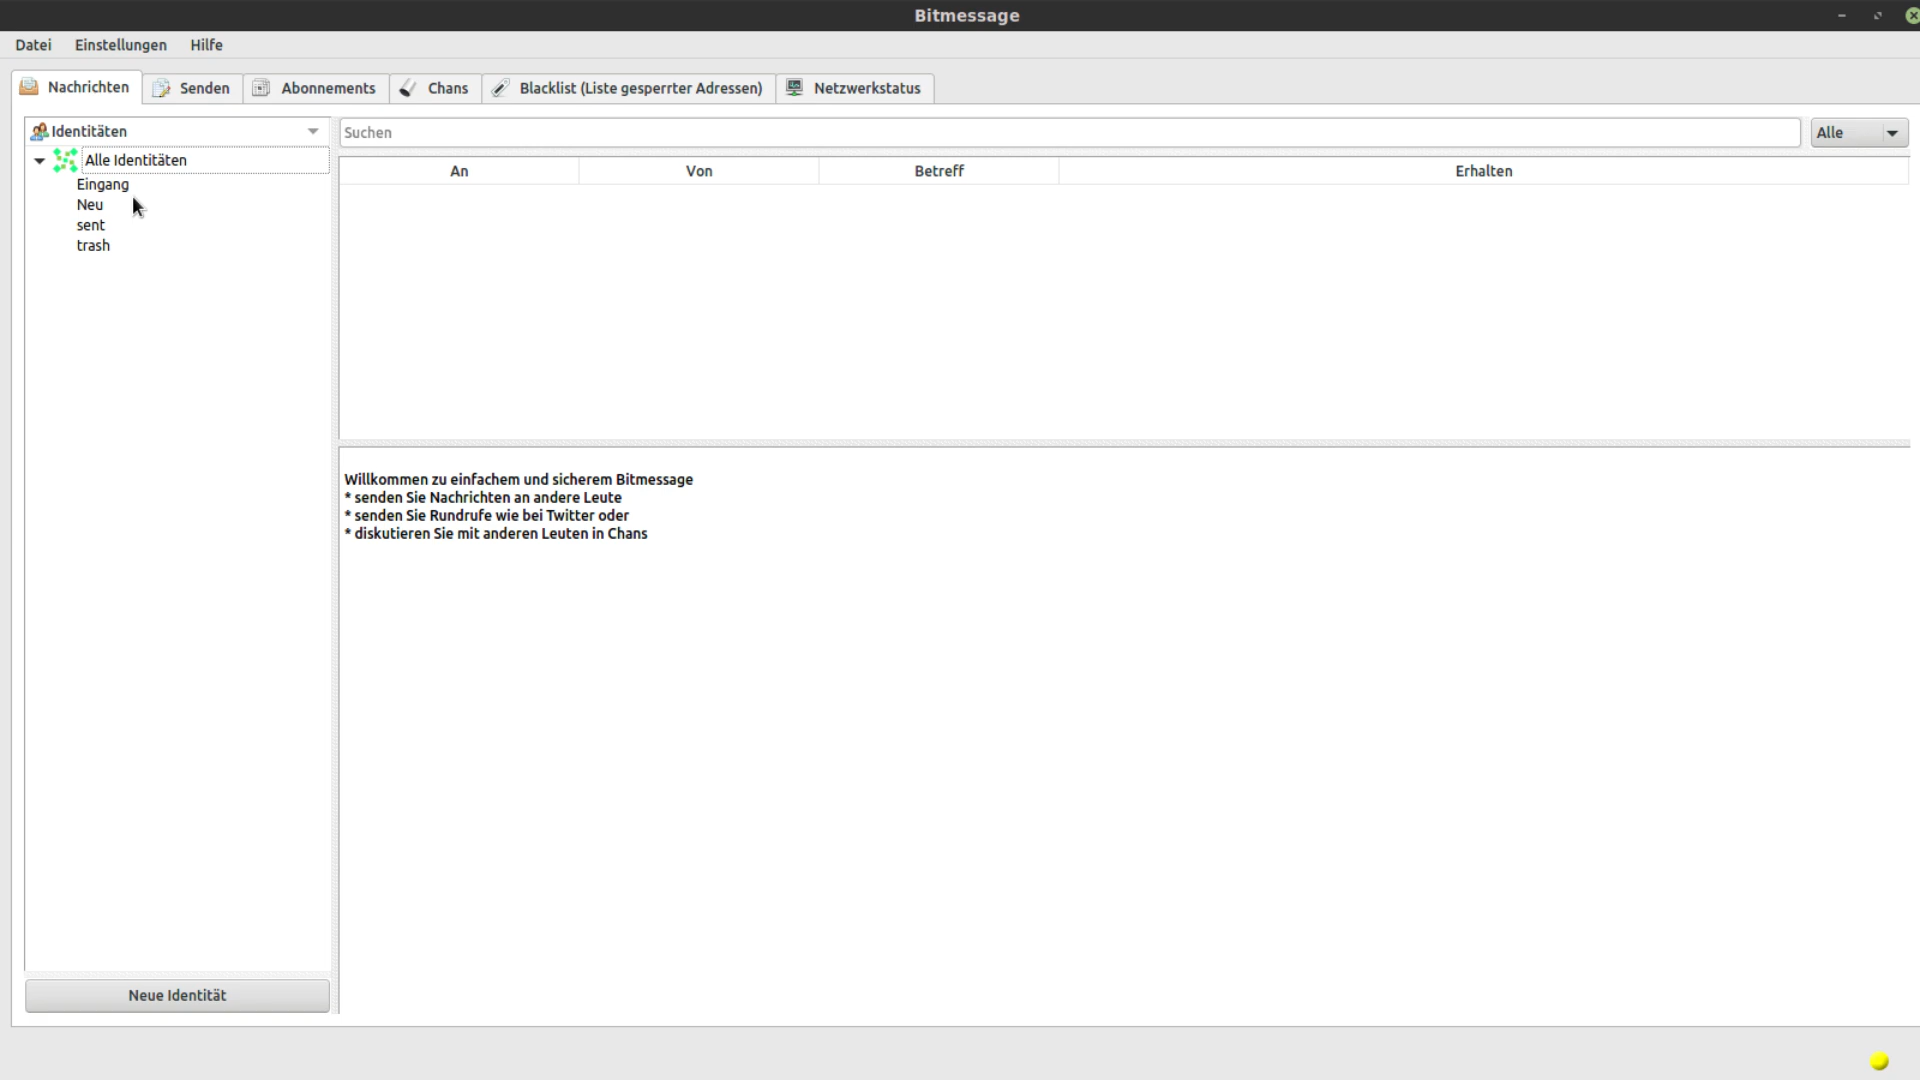 Bitmessage
Datei Einstellungen Hilfe
Nachrichten Senden Abonnements Chans Blacklist (Liste gesperrter Adressen) Netzwerkstatus
Identitäten
Suchen
Alle
Alle Identitäten
An Von Betreff Erhalten
Eingang
Neu
sent
trash
Willkommen zu einfachem und sicherem Bitmessage
* senden Sie Nachrichten an andere Leute
* senden Sie Rundrufe wie bei Twitter oder
* diskutieren Sie mit anderen Leuten in Chans
Neue Identität